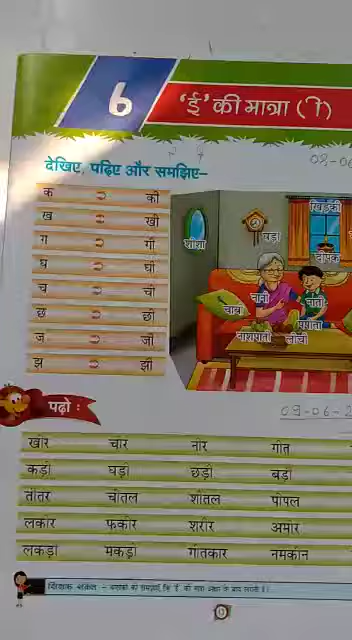 6
'ई' की मात्रा (ी)
देखिए, पढ़िए और समझिए–
क ⊃ की
ख ⊃ खी
ग ⊃ गी
घ ⊃ घी
च ⊃ ची
छ ⊃ छी
ज ⊃ जी
झ ⊃ झी
खिड़की
घड़ी
शीशी
दीपक
नानी
नाती
चाबी
पपीता
नाशपाती
लीची
पढ़ो :
खीर चीर नीर गीत
कड़ी घड़ी छड़ी बड़ी
तीतर चीतल शीतल पीपल
लकीर फकीर शरीर अमीर
लकड़ी मकड़ी गीतकार नमकीन